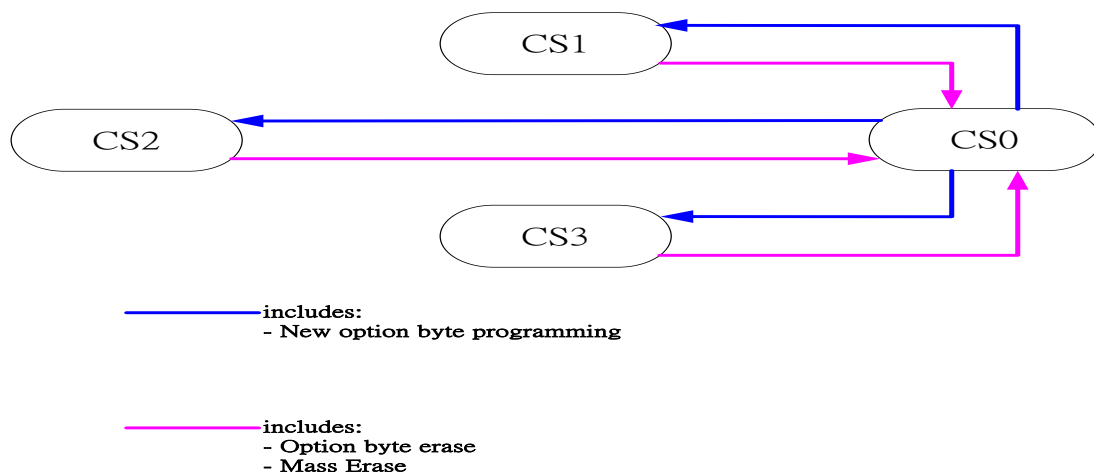 CS1
CS2
CS0
CS3
includes:
- New option byte programming
includes:
- Option byte erase
- Mass Erase